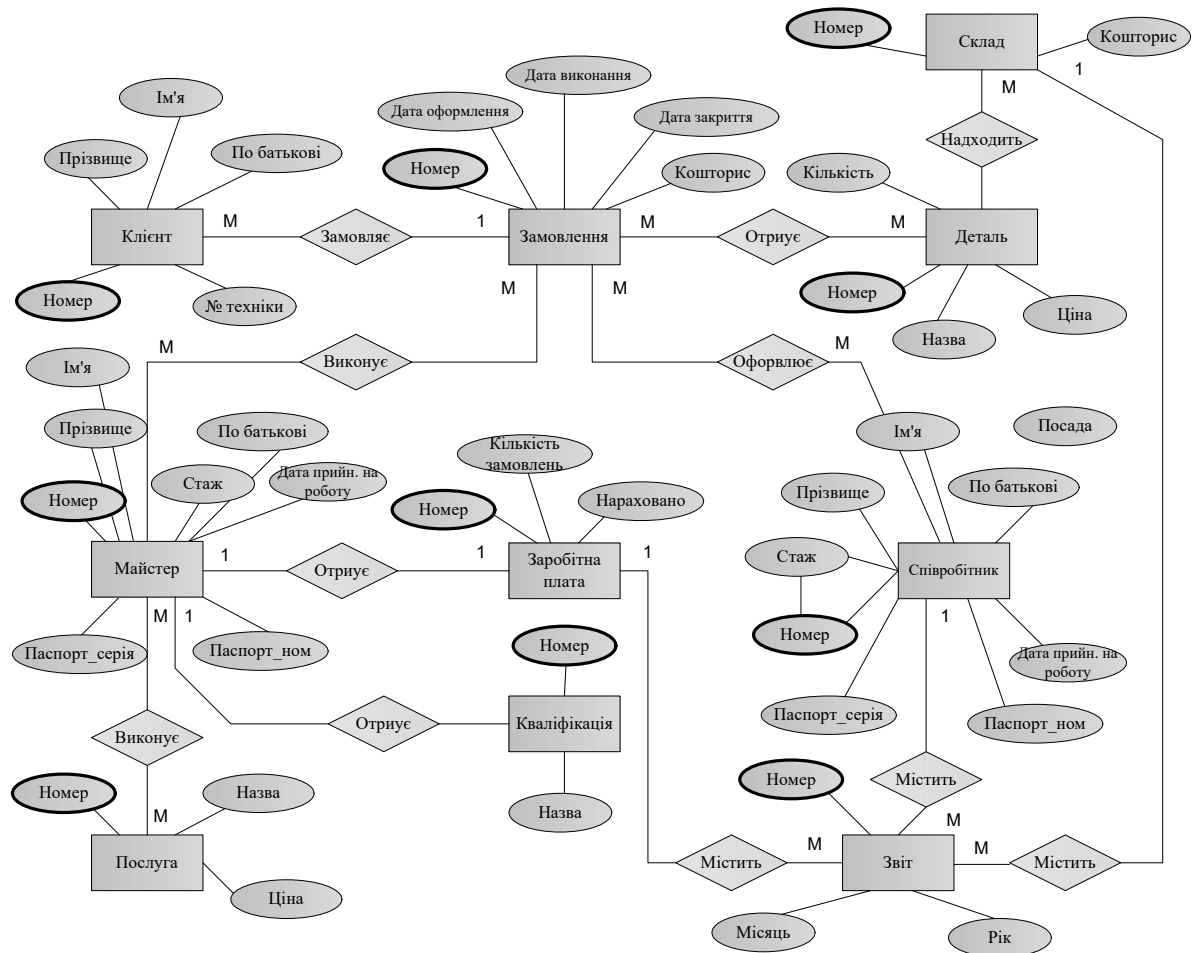 Номер
Склад
Кошторис
1
М
Ім'я
Дата виконання
Дата оформлення
Дата закриття
Надходить
Прізвище
По батькові
Номер
Кошторис
Кількість
М
1
М
М
Клієнт
Замовляє
Замовлення
Отриує
Деталь
М
М
Номер
№ техніки
Номер
Ціна
Назва
М
Виконує
Офорвлює
М
Ім'я
Прізвище
По батькові
Кількість
замовлень
Ім'я
Посада
Стаж
Дата прийн. на
роботу
Номер
Номер
Нараховано
Прізвище
По батькові
1
1
1
Стаж
Майстер
Отриує
Заробітна
плата
Співробітник
М
1
1
Номер
Паспорт_серія
Паспорт_ном
Номер
Дата прийн. на
роботу
Кваліфікація
Отриує
Паспорт_серія
Паспорт_ном
Виконує
Номер
Назва
Номер
Містить
Назва
М
М
М
М
Послуга
Містить
Звіт
Містить
Ціна
Місяць
Рік